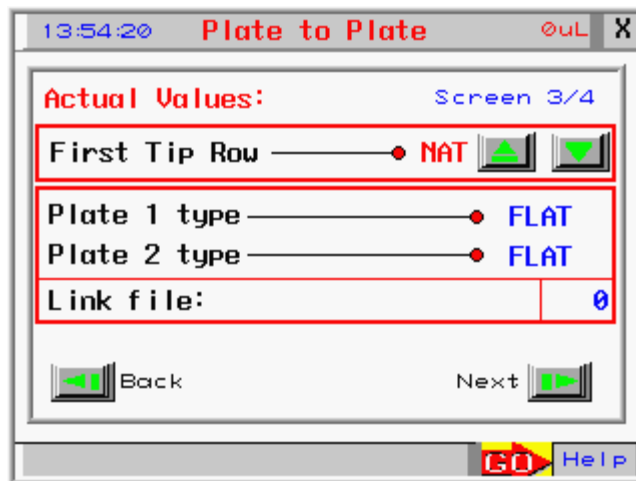 13:54:20 Plate to Plate 0uL X
Actual Values: Screen 3/4
First Tip Row NAT
Plate 1 type FLAT
Plate 2 type FLAT
Link file: 0
Back Next
GO Help